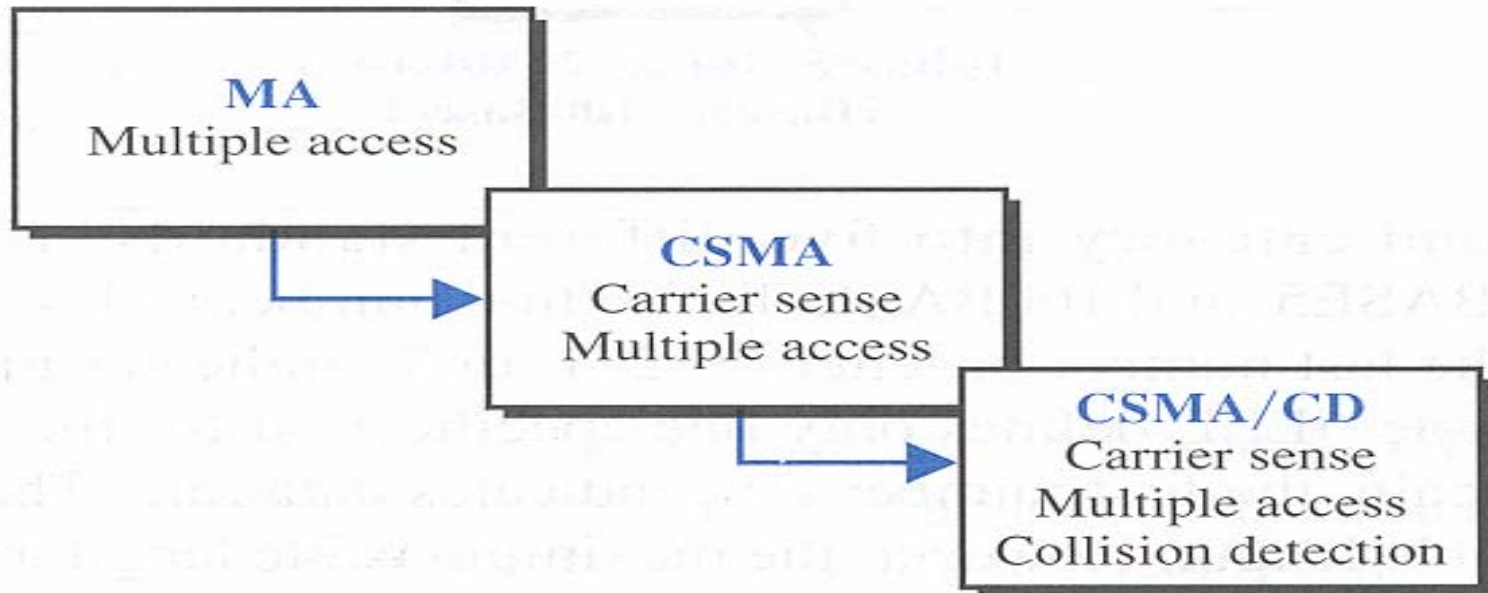 MA
Multiple access
CSMA
Carrier sense
Multiple access
CSMA/CD
Carrier sense
Multiple access
Collision detection